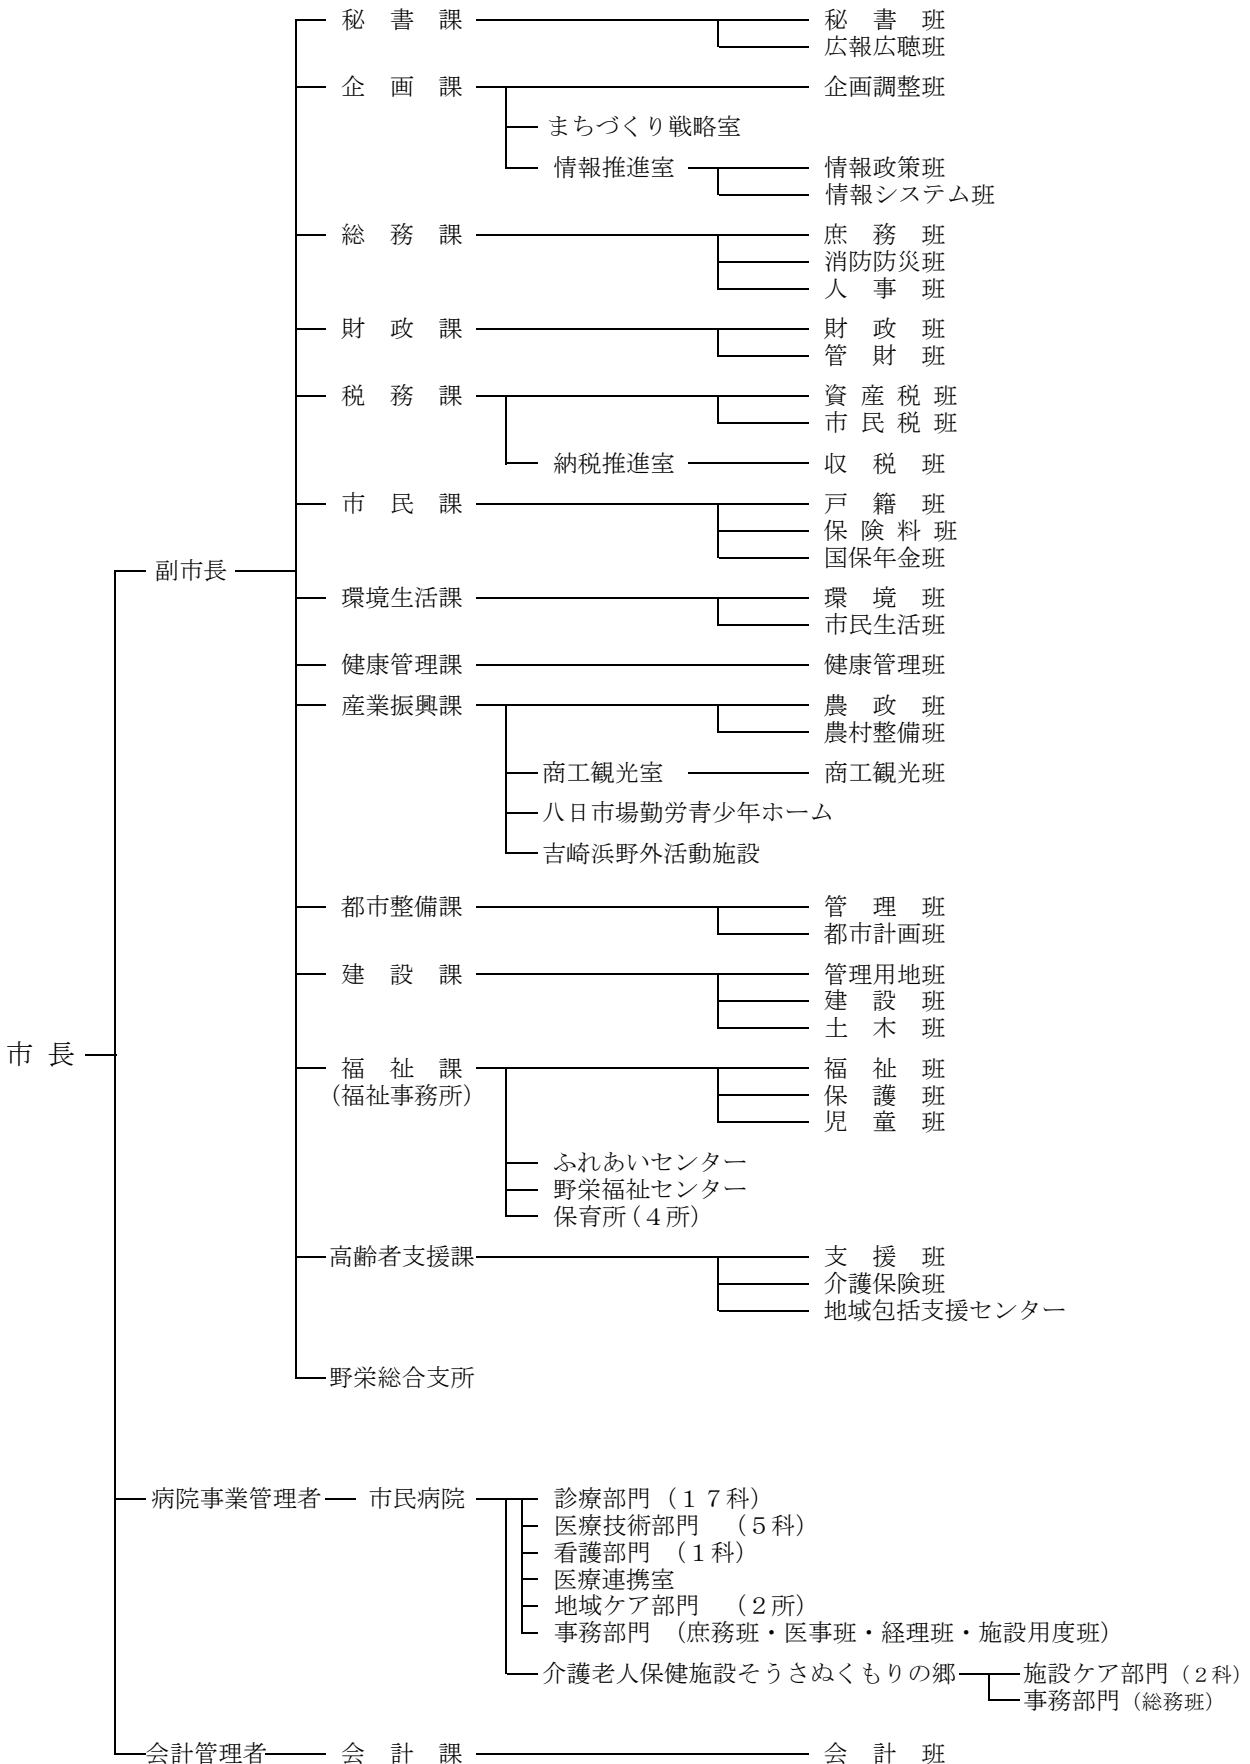 秘　書　課　秘　書　班
広報広聴班
企　画　課　企画調整班
まちづくり戦略室
情報推進室　情報政策班
情報システム班
総　務　課　庶　務　班
消防防災班
人　事　班
財　政　課　財　政　班
管　財　班
税　務　課　資 産 税 班
市 民 税 班
納税推進室　収　税　班
市　民　課　戸　籍　班
保 険 料 班
国保年金班
副市長
環境生活課　環　境　班
市民生活班
健康管理課　健康管理班
産業振興課　農　政　班
農村整備班
商工観光室　商工観光班
八日市場勤労青少年ホーム
吉崎浜野外活動施設
都市整備課　管　理　班
都市計画班
建　設　課　管理用地班
建　設　班
土　木　班
市 長
福　祉　課　福　祉　班
（福祉事務所）　保　護　班
児　童　班
ふれあいセンター
野栄福祉センター
保育所（４所）
高齢者支援課　支　援　班
介護保険班
地域包括支援センター
野栄総合支所
病院事業管理者　市民病院　診療部門（１７科）
医療技術部門　（５科）
看護部門　（１科）
医療連携室
地域ケア部門　（２所）
事務部門　（庶務班・医事班・経理班・施設用度班）
介護老人保健施設そうさぬくもりの郷　施設ケア部門（２科）
事務部門（総務班）
会計管理者　会　計　課　会　計　班